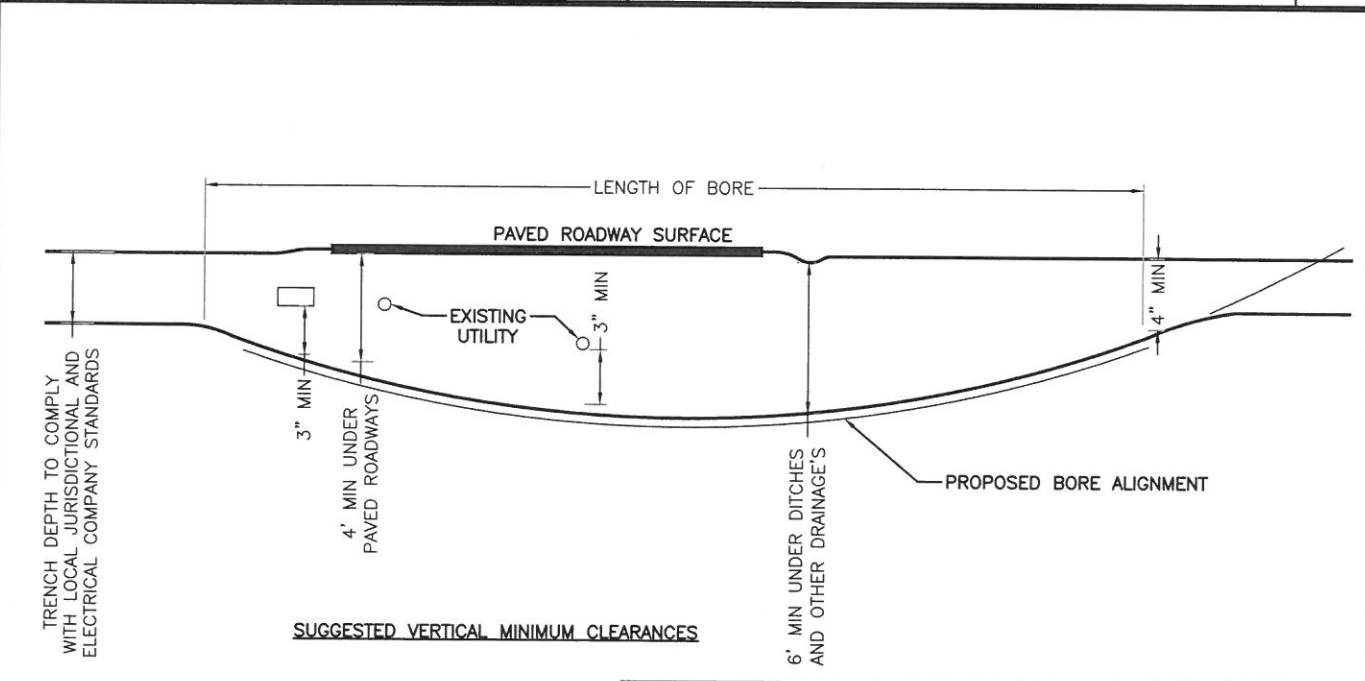 LENGTH OF BORE
PAVED ROADWAY SURFACE
EXISTING
UTILITY
3" MIN
4" MIN
3" MIN
4' MIN UNDER
PAVED ROADWAYS
TRENCH DEPTH TO COMPLY
WITH LOCAL JURISDICTIONAL AND
ELECTRICAL COMPANY STANDARDS
6' MIN UNDER DITCHES
AND OTHER DRAINAGE'S
PROPOSED BORE ALIGNMENT
SUGGESTED VERTICAL MINIMUM CLEARANCES